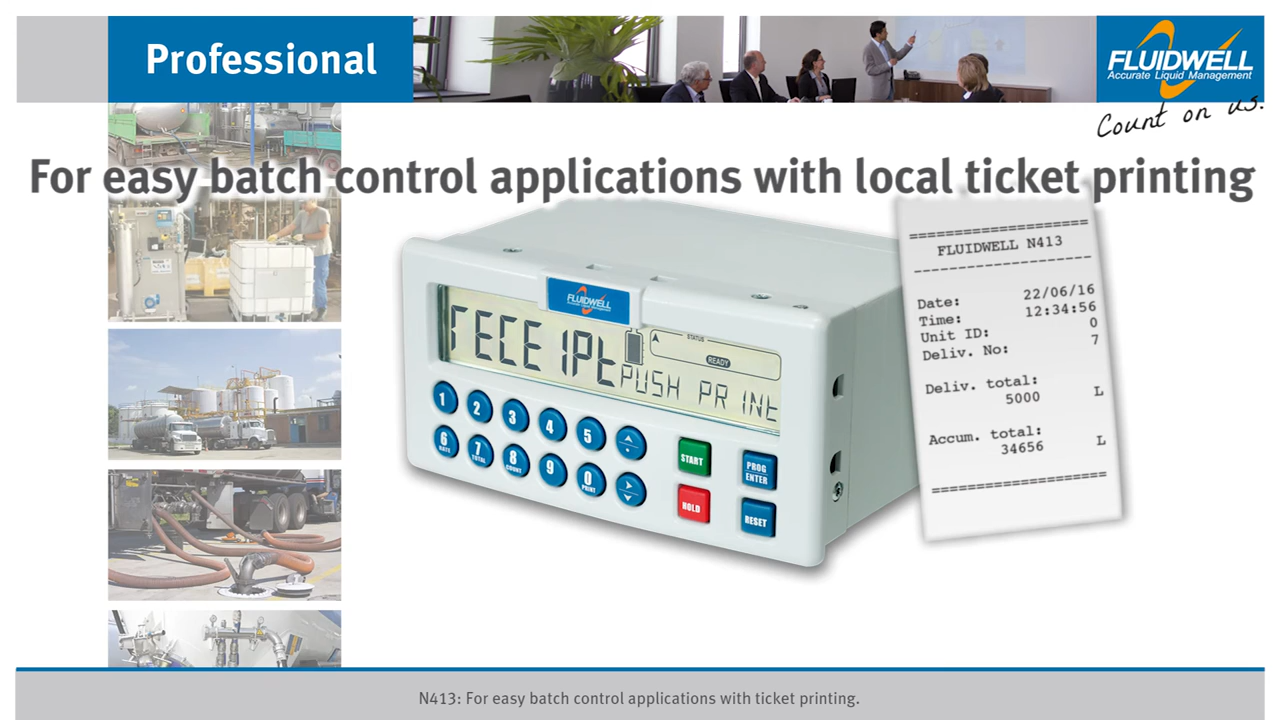 Professional
FLUIDWELL
Accurate Liquid Management
Count on us.
For easy batch control applications with local ticket printing
====================
FLUIDWELL N413
--------------------
Date: 22/06/16
Time: 12:34:56
Unit ID: 0
Deliv. No: 7
Deliv. total:
5000 L
Accum. total:
34656 L
====================
FLUIDWELL
STATUS
READY
RECEIPt
PUSH PRINt
1 2 3 4 5
6 RATE 7 TOTAL 8 COUNT 9 0 PRINT
START
PROG ENTER
HOLD
RESET
N413: For easy batch control applications with ticket printing.